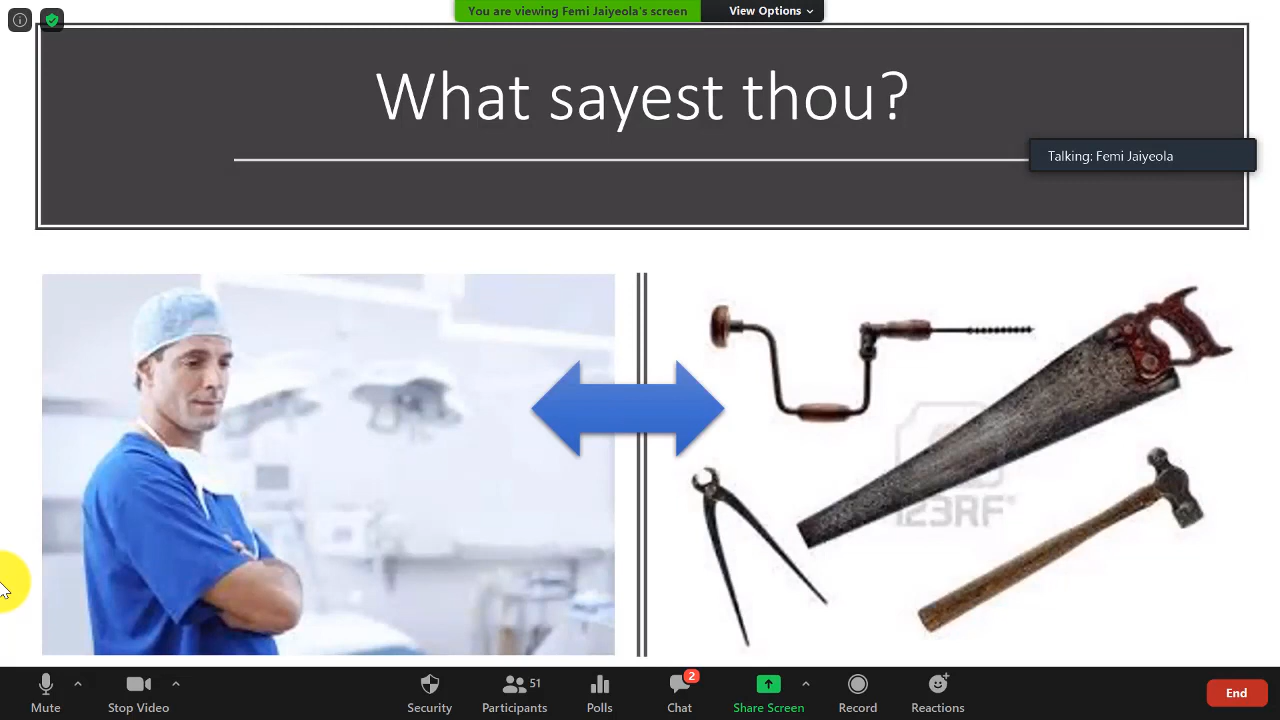 You are viewing Femi Jaiyeola's screen
View Options
What sayest thou?
Talking: Femi Jaiyeola
123RF®
Mute
Stop Video
Security
Participants
51
Polls
Chat
2
Share Screen
Record
Reactions
End